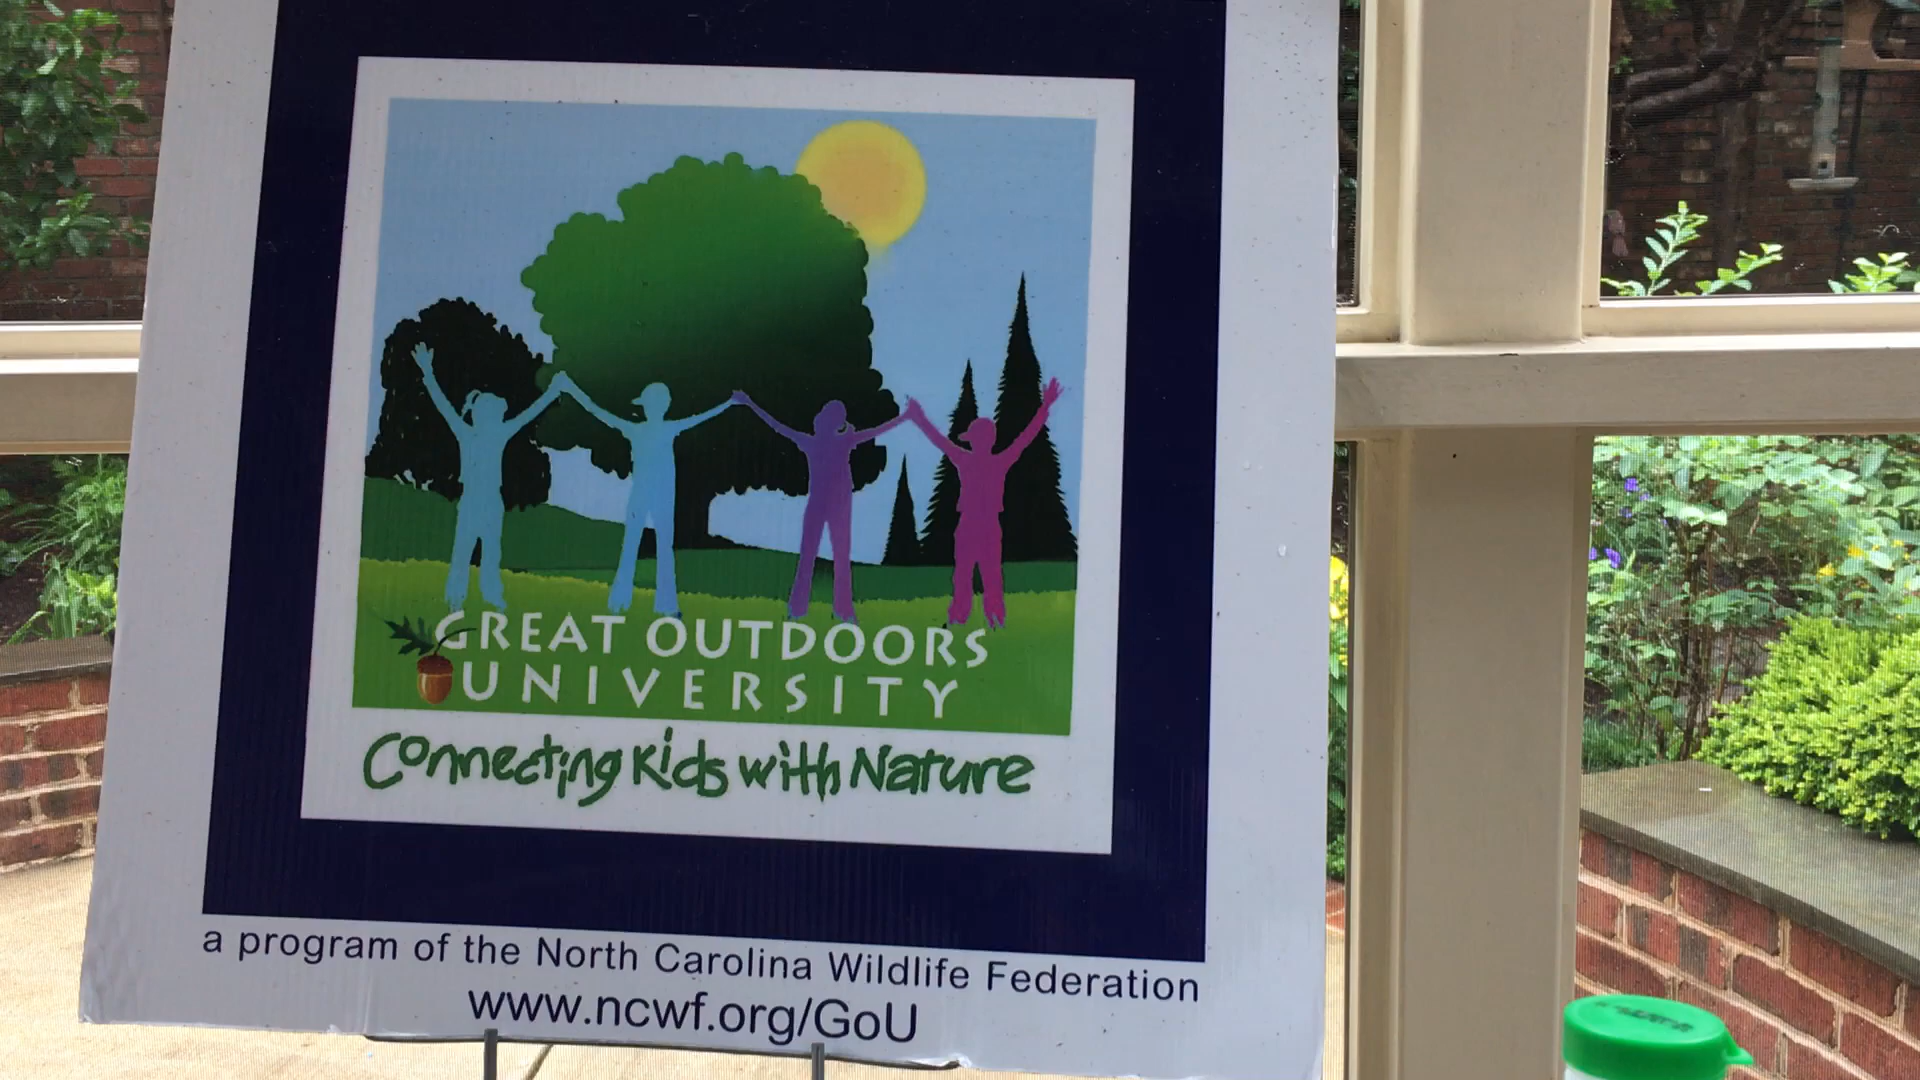 GREAT OUTDOORS
UNIVERSITY
Connecting Kids with Nature
a program of the North Carolina Wildlife Federation
www.ncwf.org/GoU